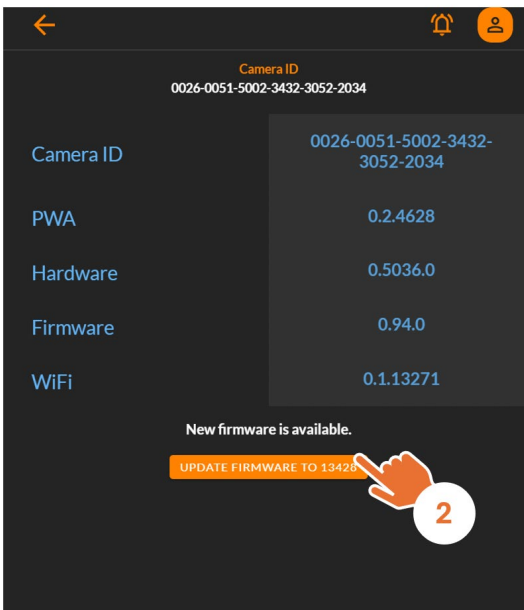 Camera ID
0026-0051-5002-3432-3052-2034
Camera ID
0026-0051-5002-3432-
3052-2034
PWA
0.2.4628
Hardware
0.5036.0
Firmware
0.94.0
WiFi
0.1.13271
New firmware is available.
UPDATE FIRMWARE TO 13428
2